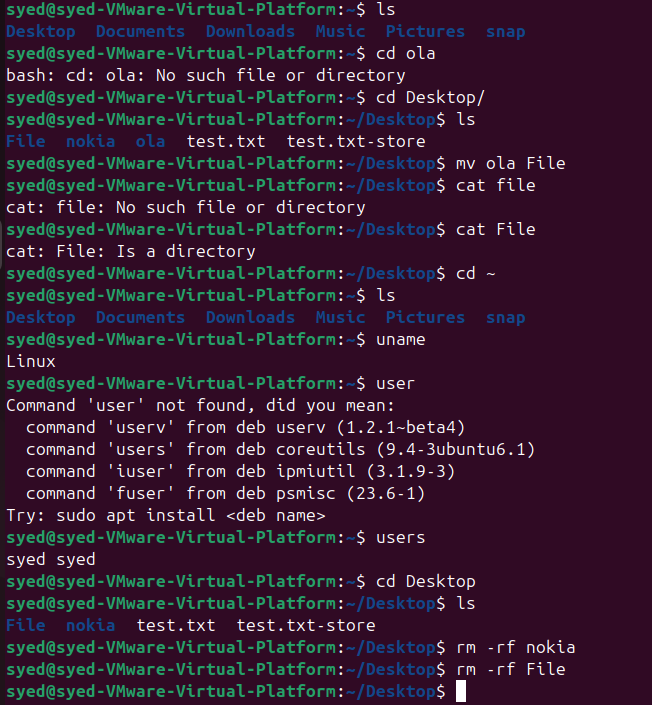 syed@syed-VMware-Virtual-Platform:~$ ls
Desktop  Documents  Downloads  Music  Pictures  snap
syed@syed-VMware-Virtual-Platform:~$ cd ola
bash: cd: ola: No such file or directory
syed@syed-VMware-Virtual-Platform:~$ cd Desktop/
syed@syed-VMware-Virtual-Platform:~/Desktop$ ls
File  nokia  ola  test.txt  test.txt-store
syed@syed-VMware-Virtual-Platform:~/Desktop$ mv ola File
syed@syed-VMware-Virtual-Platform:~/Desktop$ cat file
cat: file: No such file or directory
syed@syed-VMware-Virtual-Platform:~/Desktop$ cat File
cat: File: Is a directory
syed@syed-VMware-Virtual-Platform:~/Desktop$ cd ~
syed@syed-VMware-Virtual-Platform:~$ ls
Desktop  Documents  Downloads  Music  Pictures  snap
syed@syed-VMware-Virtual-Platform:~$ uname
Linux
syed@syed-VMware-Virtual-Platform:~$ user
Command 'user' not found, did you mean:
  command 'userv' from deb userv (1.2.1~beta4)
  command 'users' from deb coreutils (9.4-3ubuntu6.1)
  command 'iuser' from deb ipmiutil (3.1.9-3)
  command 'fuser' from deb psmisc (23.6-1)
Try: sudo apt install <deb name>
syed@syed-VMware-Virtual-Platform:~$ users
syed syed
syed@syed-VMware-Virtual-Platform:~$ cd Desktop
syed@syed-VMware-Virtual-Platform:~/Desktop$ ls
File  nokia  test.txt  test.txt-store
syed@syed-VMware-Virtual-Platform:~/Desktop$ rm -rf nokia
syed@syed-VMware-Virtual-Platform:~/Desktop$ rm -rf File
syed@syed-VMware-Virtual-Platform:~/Desktop$